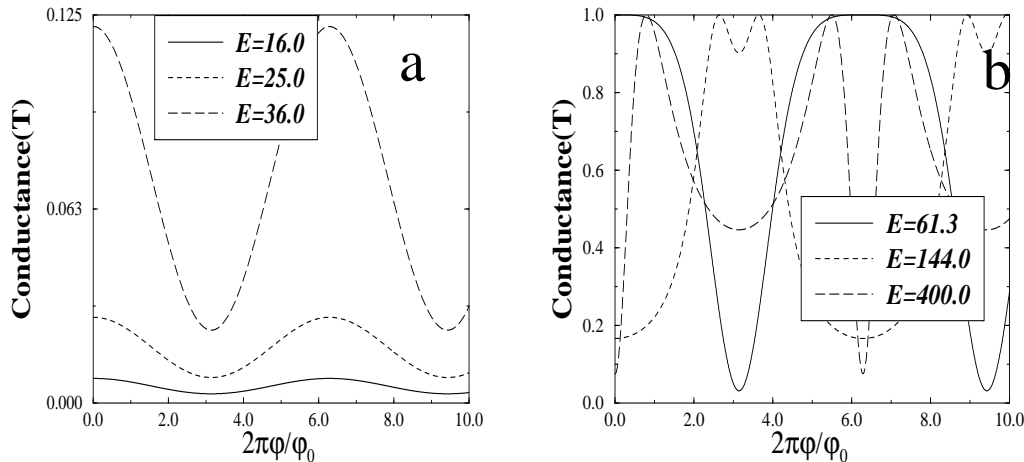 0.125
0.063
0.000
Conductance(T)
E=16.0
E=25.0
E=36.0
a
0.0 2.0 4.0 6.0 8.0 10.0
2πφ/φ0
1.0
0.8
0.6
0.4
0.2
0.0
Conductance(T)
b
E=61.3
E=144.0
E=400.0
0.0 2.0 4.0 6.0 8.0 10.0
2πφ/φ0